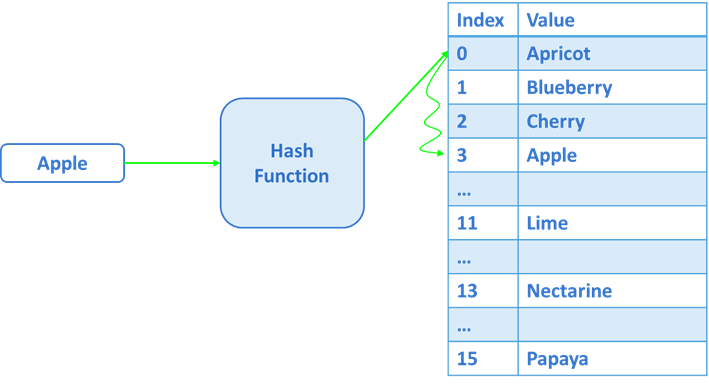 Index Value
0 Apricot
1 Blueberry
2 Cherry
3 Apple
...
11 Lime
...
13 Nectarine
...
15 Papaya
Apple
Hash
Function